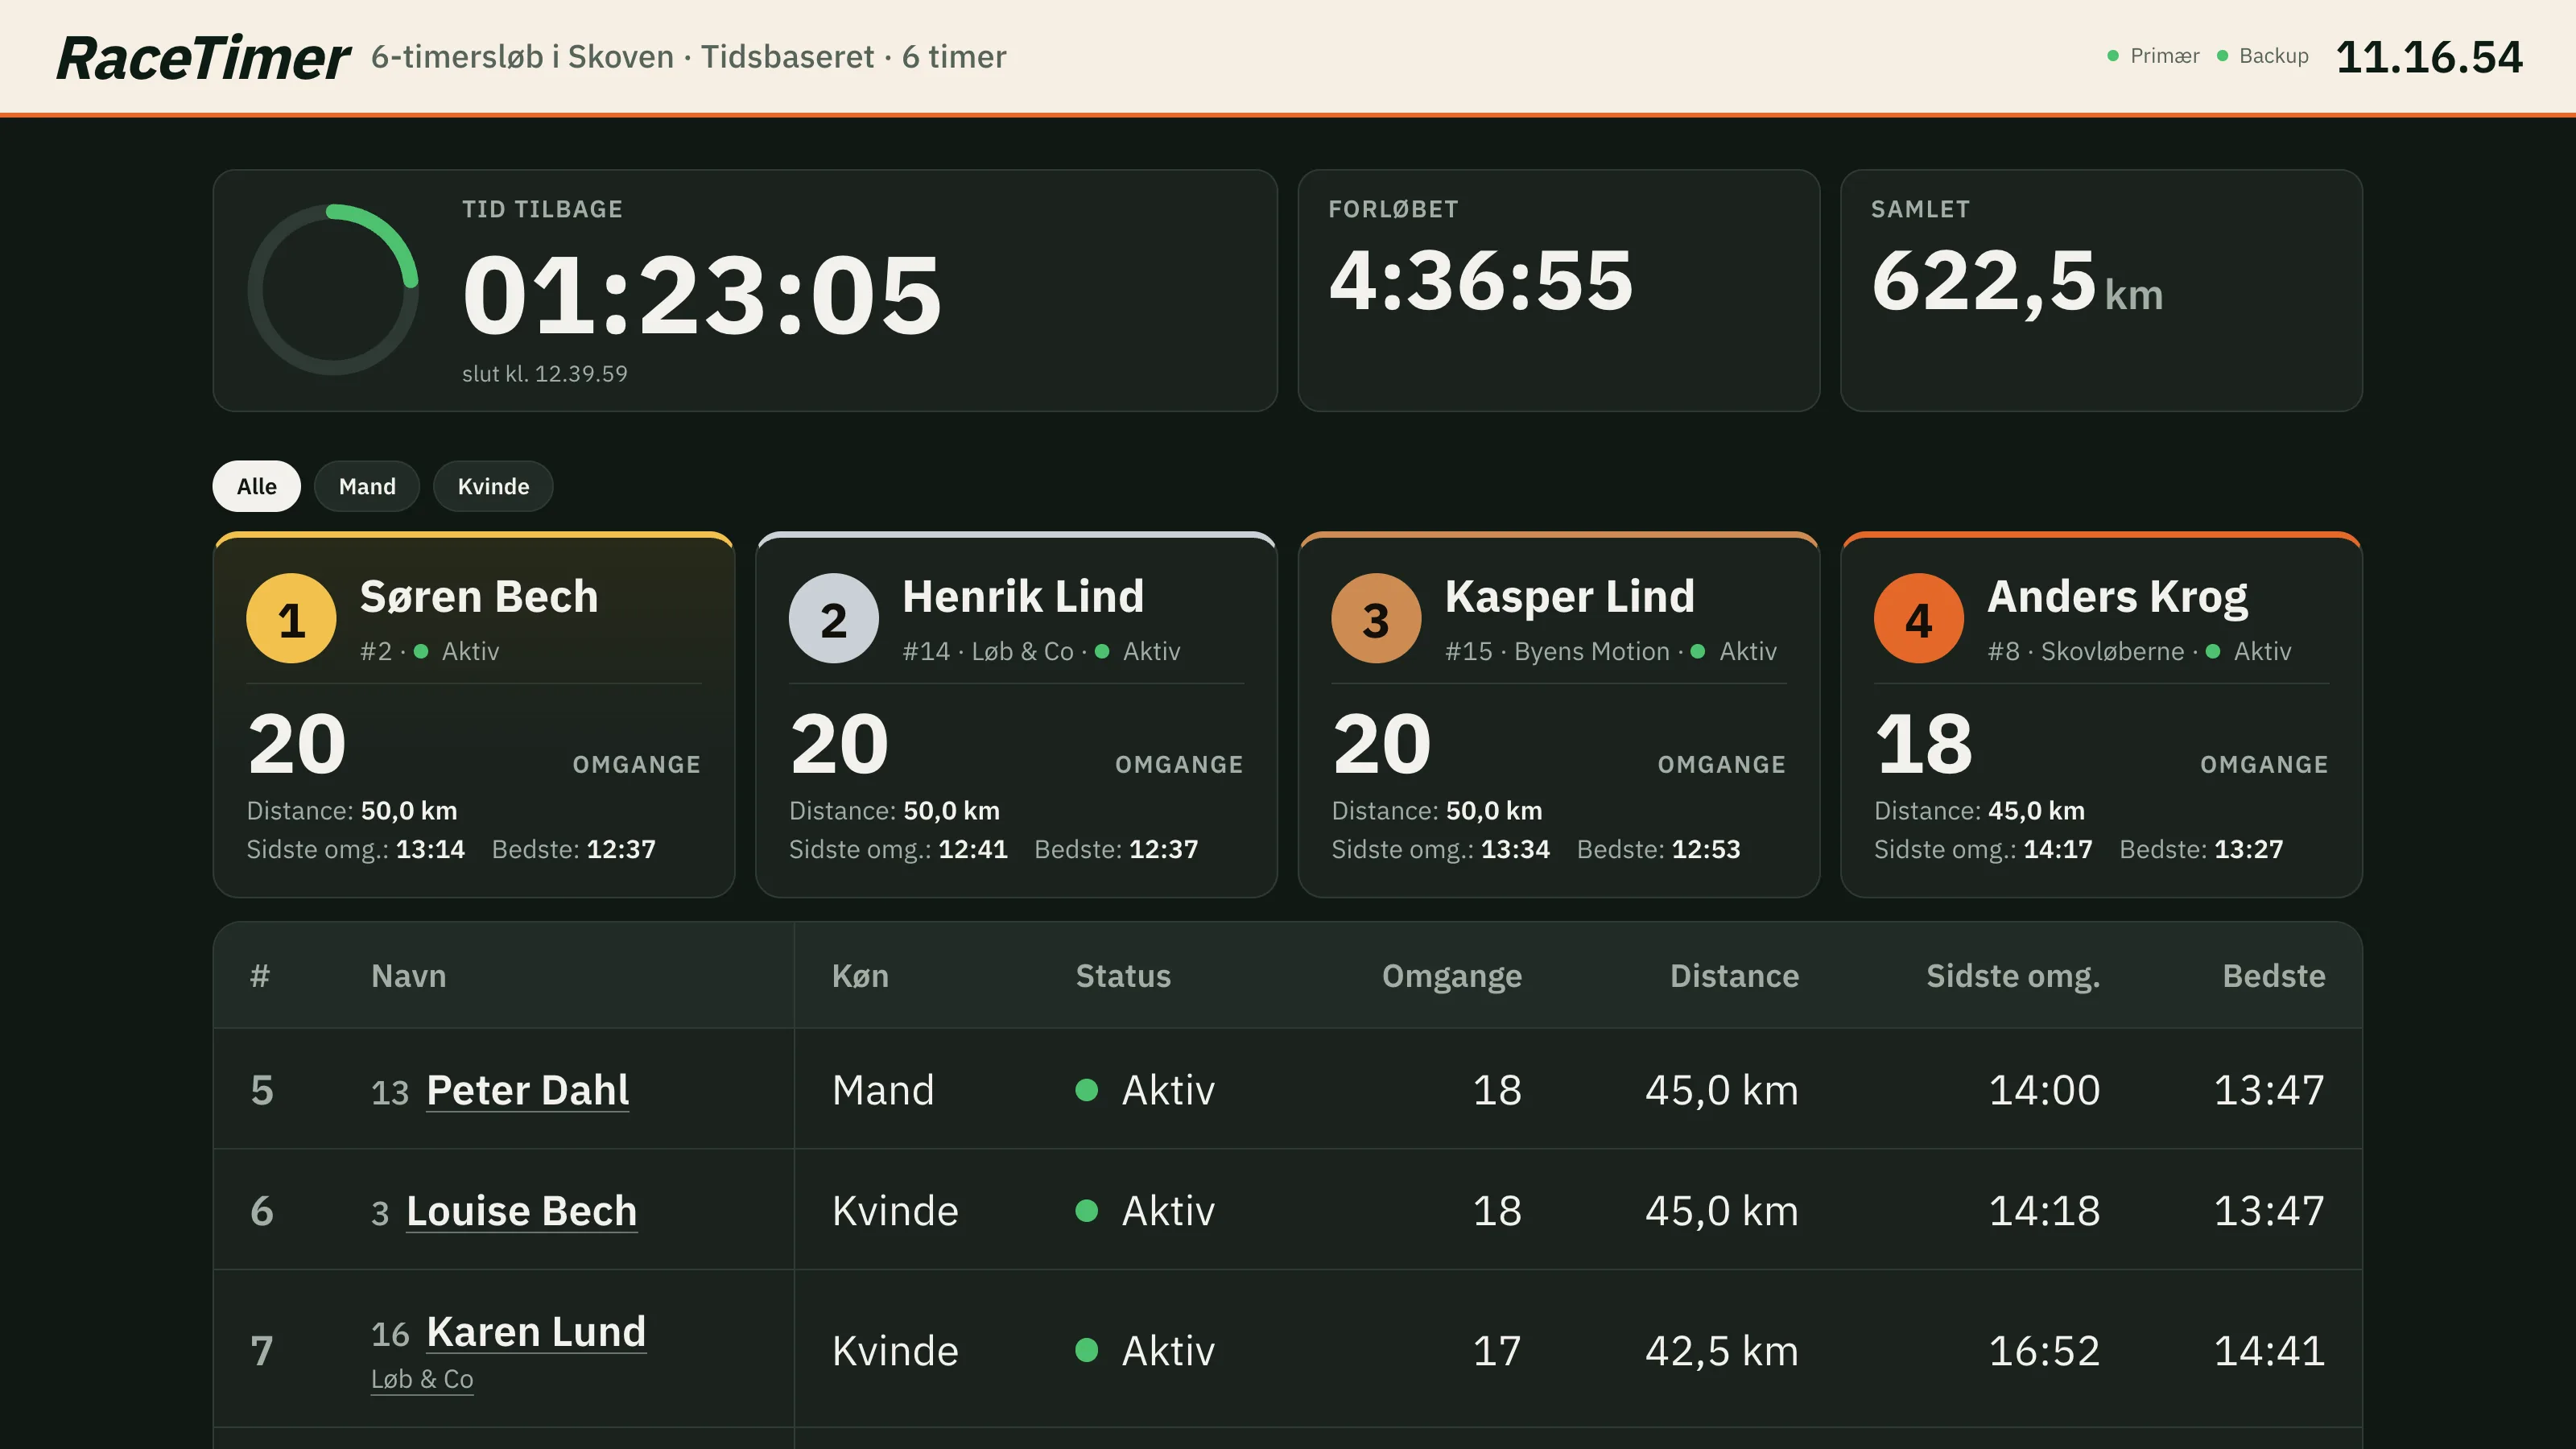 RaceTimer 6-timersløb i Skoven · Tidsbaseret · 6 timer Primær Backup 11.16.54
TID TILBAGE
01:23:05
slut kl. 12.39.59
FORLØBET
4:36:55
SAMLET
622,5 km
Alle Mand Kvinde
1 Søren Bech
#2 · Aktiv
20 OMGANGE
Distance: 50,0 km
Sidste omg.: 13:14 Bedste: 12:37
2 Henrik Lind
#14 · Løb & Co · Aktiv
20 OMGANGE
Distance: 50,0 km
Sidste omg.: 12:41 Bedste: 12:37
3 Kasper Lind
#15 · Byens Motion · Aktiv
20 OMGANGE
Distance: 50,0 km
Sidste omg.: 13:34 Bedste: 12:53
4 Anders Krog
#8 · Skovløberne · Aktiv
18 OMGANGE
Distance: 45,0 km
Sidste omg.: 14:17 Bedste: 13:27
# Navn Køn Status Omgange Distance Sidste omg. Bedste
5 13 Peter Dahl Mand Aktiv 18 45,0 km 14:00 13:47
6 3 Louise Bech Kvinde Aktiv 18 45,0 km 14:18 13:47
7 16 Karen Lund Kvinde Aktiv 17 42,5 km 16:52 14:41
Løb & Co